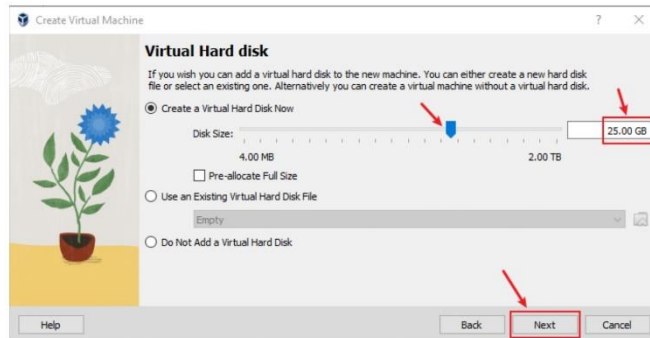 Create Virtual Machine
Virtual Hard disk
If you wish you can add a virtual hard disk to the new machine. You can either create a new hard disk
file or select an existing one. Alternatively you can create a virtual machine without a virtual hard disk.
Create a Virtual Hard Disk Now
Disk Size:
25.00 GB
4.00 MB
2.00 TB
Pre-allocate Full Size
Use an Existing Virtual Hard Disk File
Empty
Do Not Add a Virtual Hard Disk
Help
Back
Next
Cancel